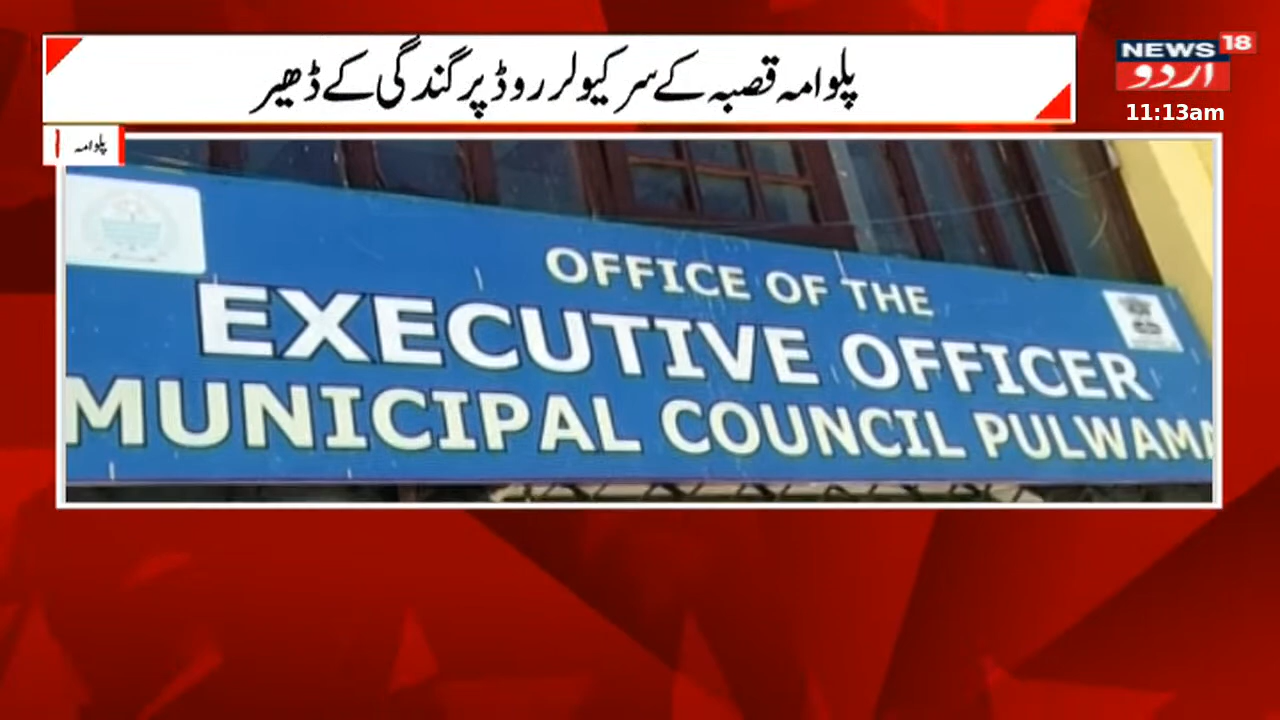 پلوامہ قصبہ کے سرکیولر روڈ پر گندگی کے ڈھیر
NEWS 18
اردو
11:13am
پلوامہ
OFFICE OF THE
EXECUTIVE OFFICER
MUNICIPAL COUNCIL PULWAMA